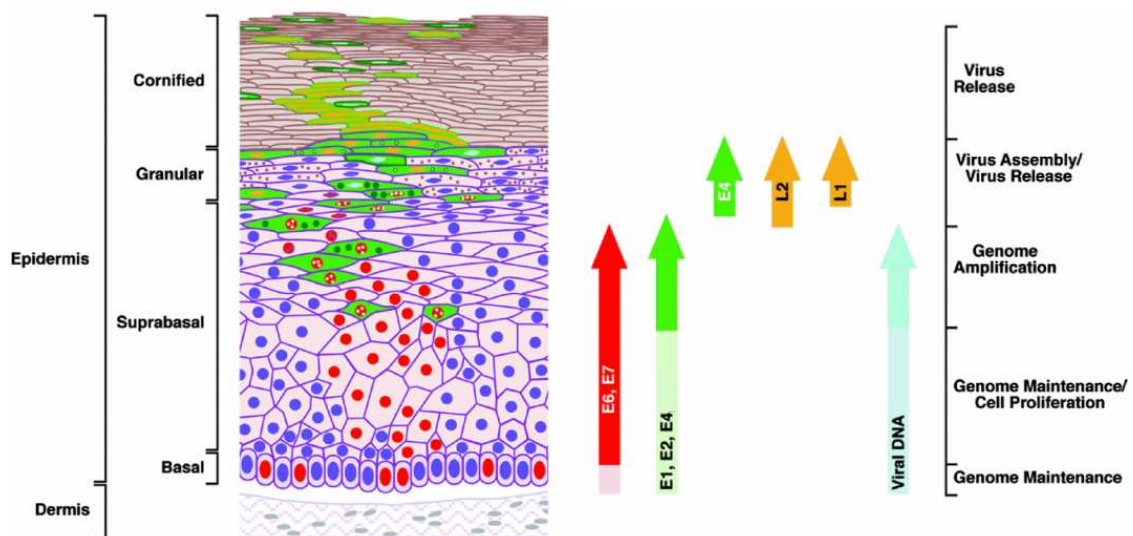 Epidermis
Dermis
Cornified
Granular
Suprabasal
Basal
E6, E7
E1, E2, E4
E4
L2
L1
Viral DNA
Virus
Release
Virus Assembly/
Virus Release
Genome
Amplification
Genome Maintenance/
Cell Proliferation
Genome Maintenance